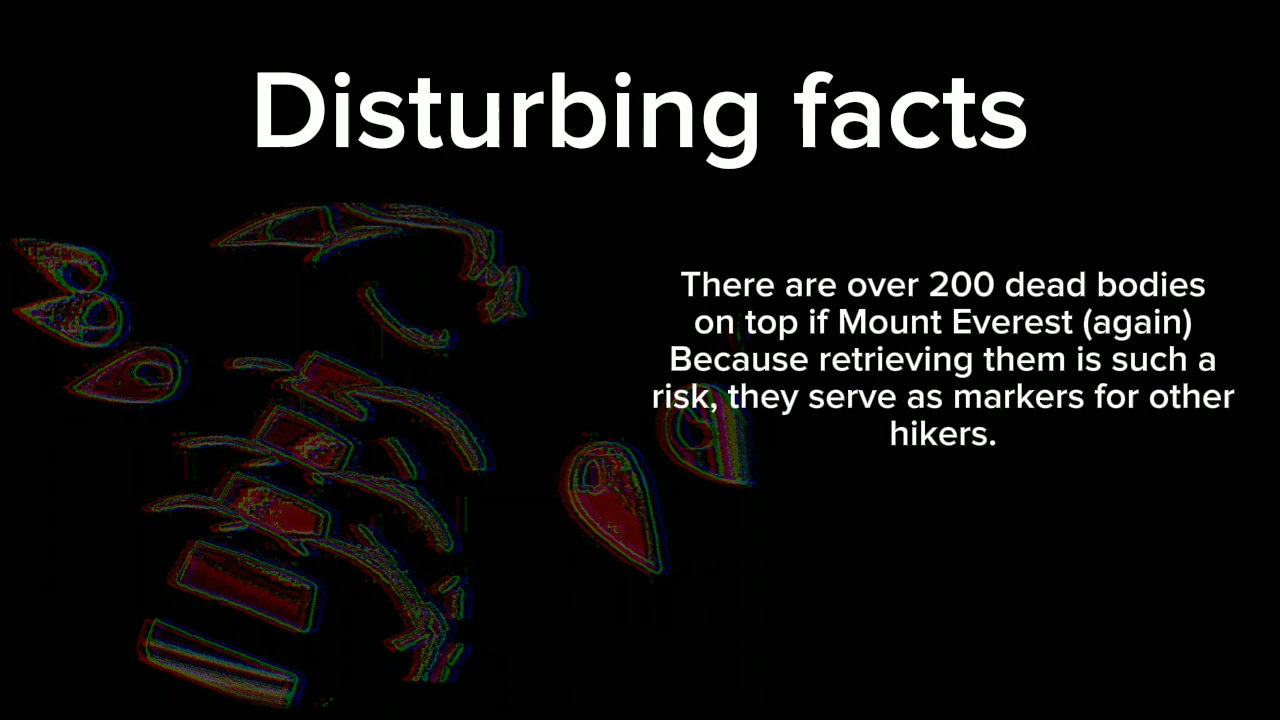 Disturbing facts
There are over 200 dead bodies
on top if Mount Everest (again)
Because retrieving them is such a
risk, they serve as markers for other
hikers.